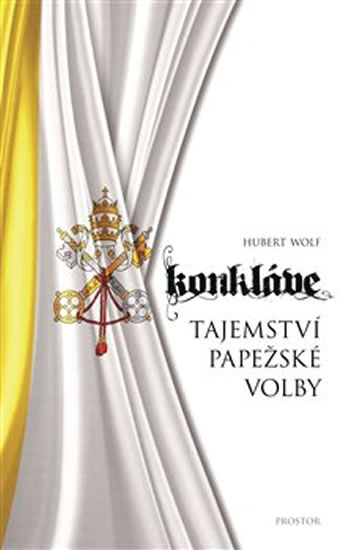 HUBERT WOLF
konkláve
TAJEMSTVÍ
PAPEŽSKÉ
VOLBY
PROSTOR